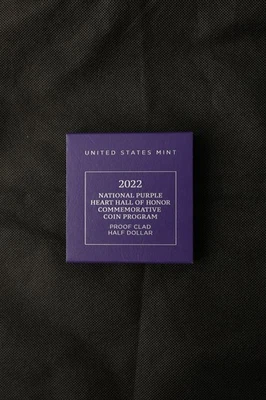 UNITED STATES MINT
2022
NATIONAL PURPLE
HEART HALL OF HONOR
COMMEMORATIVE
COIN PROGRAM
PROOF CLAD
HALF DOLLAR